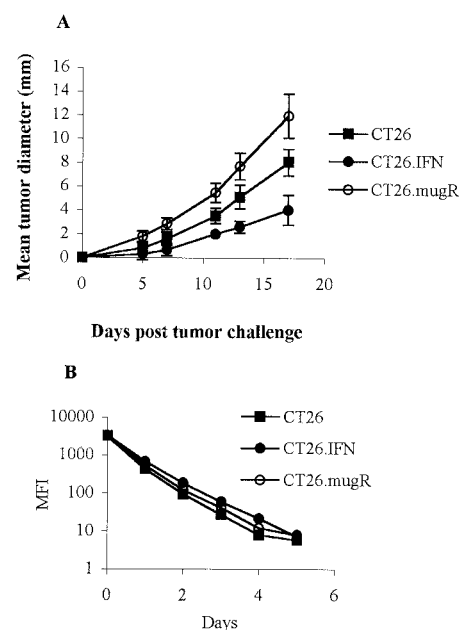 A
Mean tumor diameter (mm)
16
14
12
10
8
6
4
2
0
0 5 10 15 20
Days post tumor challenge
CT26
CT26.IFN
CT26.mugR
B
MFI
10000
1000
100
10
1
0 2 4 6
Days
CT26
CT26.IFN
CT26.mugR